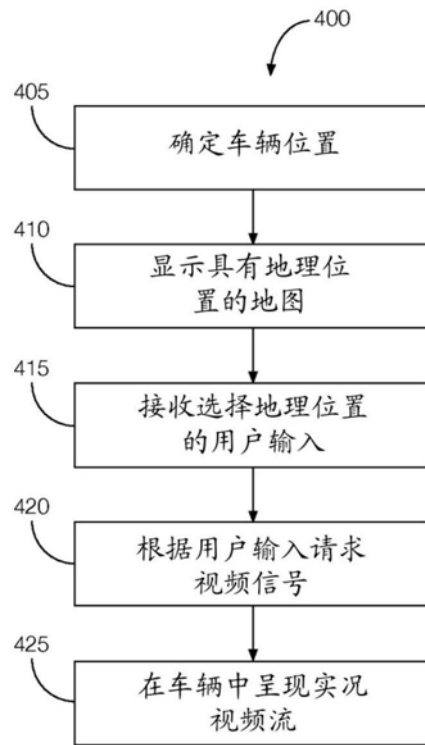 400
405
确定车辆位置
410
显示具有地理位
置的地图
415
接收选择地理位置
的用户输入
420
根据用户输入请求
视频信号
425
在车辆中呈现实况
视频流